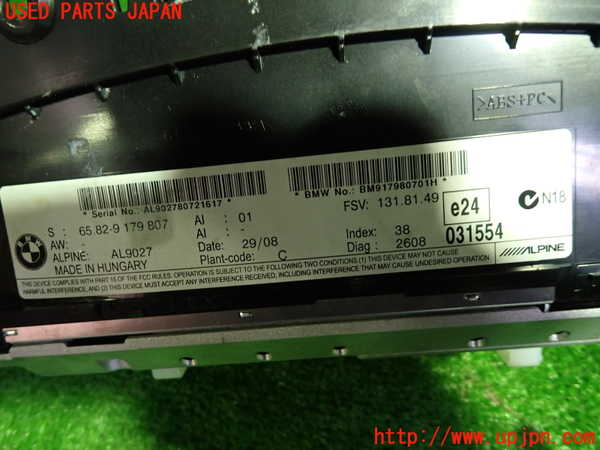 USED PARTS JAPAN
>ABS+PC<
* Serial No.: AL902780721617 *
* BMW No.: BM917980701H *
S : 65.82-9 179 807
AI : 01
FSV: 131.81.49
e24
N18
AW: -
AI : -
ALPINE: AL9027
Date: 29/08
Index: 38
031554
MADE IN HUNGARY
Plant-code: C
Diag : 2608
ALPINE
THIS DEVICE COMPLIES WITH PART 15 OF THE FCC RULES. OPERATION IS SUBJECT TO THE FOLLOWING TWO CONDITIONS (1) THIS DEVICE MAY NOT CAUSE
HARMFUL INTERFERENCE, AND (2) THIS DEVICE MUST ACCEPT ANY INTERFERENCE RECEIVED, INCLUDING INTERFERENCE THAT MAY CAUSE UNDESIRED OPERATION.
http://www.upjpn.com